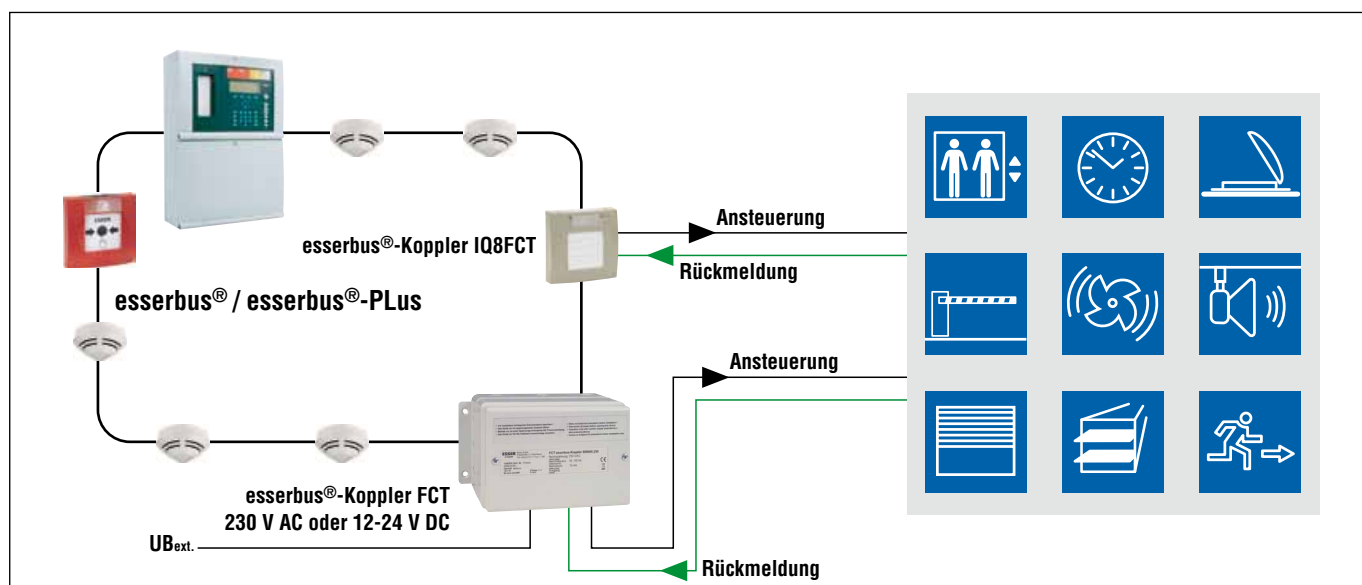 Ansteuerung
esserbus®-Koppler IQ8FCT
Rückmeldung
esserbus® / esserbus®-PLus
Ansteuerung
ESSER
esserbus®-Koppler FCT
230 V AC oder 12-24 V DC
UBext.
Rückmeldung